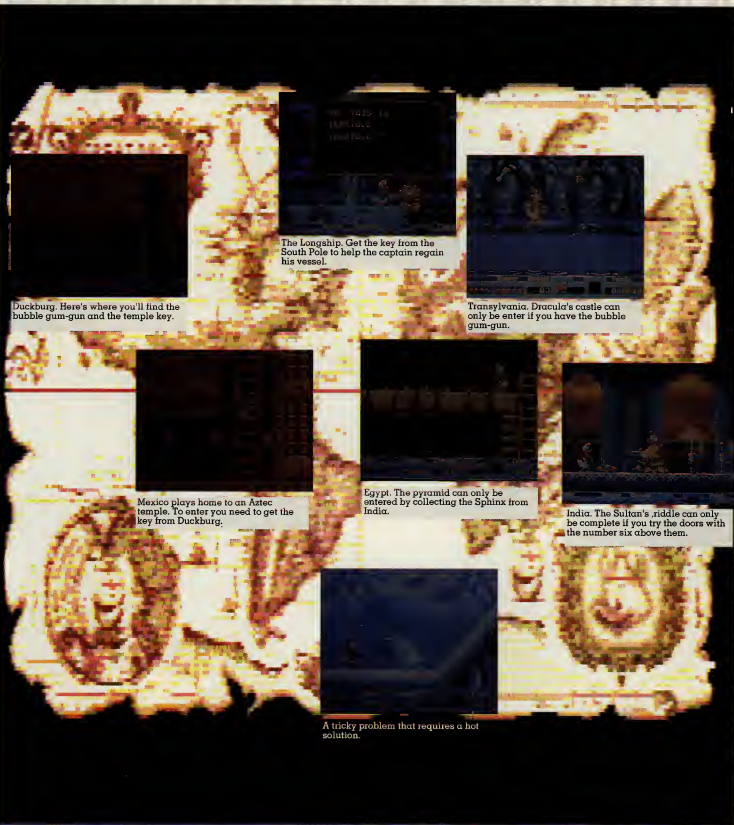 The Longship. Get the key from the
South Pole to help the captain regain
his vessel.
Duckburg. Here's where you'll find the
bubble gum-gun and the temple key.
Transylvania. Dracula's castle can
only be enter if you have the bubble
gum-gun.
Mexico plays home to an Aztec
temple. To enter you need to get the
key from Duckburg.
Egypt. The pyramid can only be
entered by collecting the Sphinx from
India.
India. The Sultan's ,riddle can only
be complete if you try the doors with
the number six above them.
A tricky problem that requires a hot
solution.